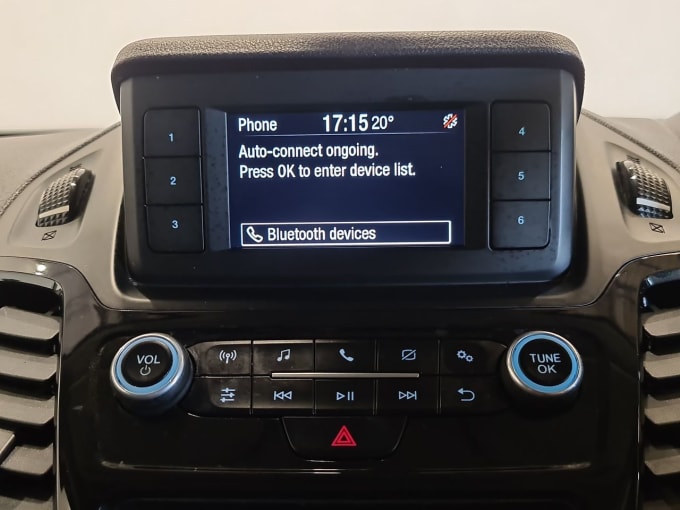 Phone 17:15 20°
Auto-connect ongoing.
Press OK to enter device list.
Bluetooth devices
1
2
3
4
5
6
VOL
TUNE
OK